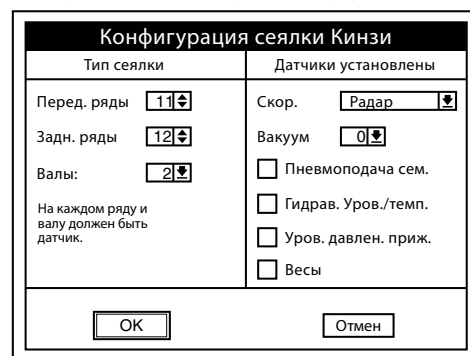 Конфигурация сеялки Кинзи
Тип сеялки
Перед. ряды 11
Задн. ряды 12
Валы: 2
На каждом ряду и
валу должен быть
датчик.
Датчики установлены
Скор. Радар
Вакуум 0
Пневмоподача сем.
Гидрав. Уров./темп.
Уров. давлен. приж.
Весы
OK
Отмен